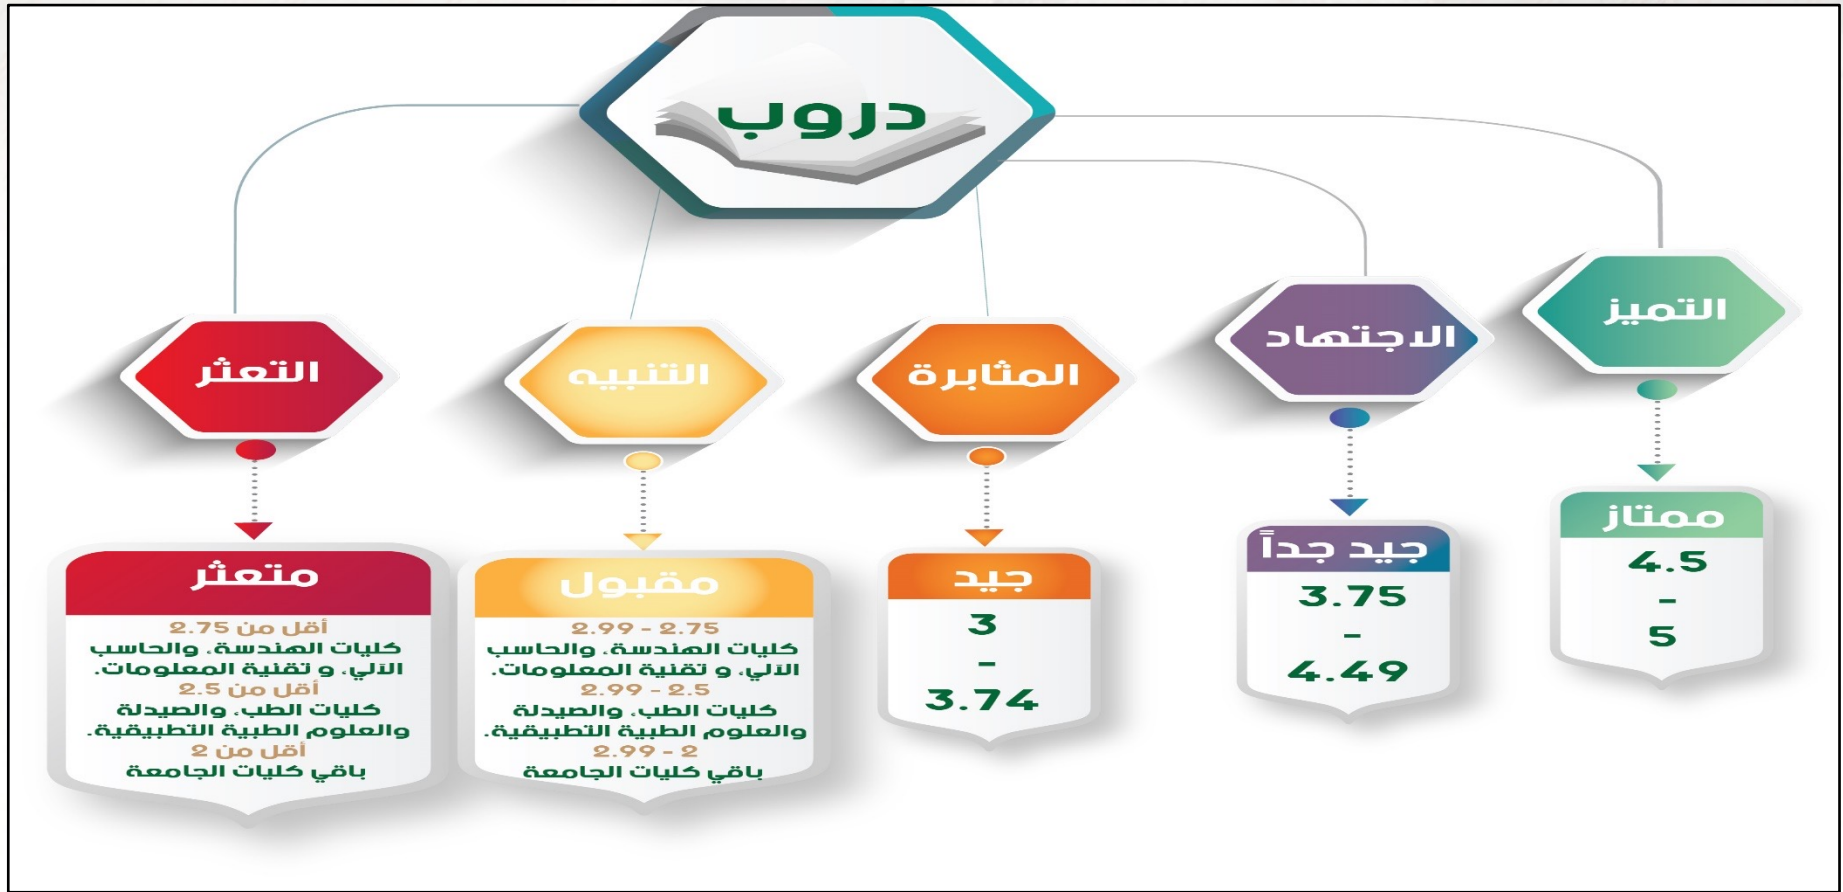 دروب
التميز
ممتاز
4.5
-
5
الاجتهاد
جيد جداً
3.75
-
4.49
المثابرة
جيد
3
-
3.74
التنبيه
مقبول
2.75 - 2.99
كليات الهندسة، والحاسب
الآلي، و تقنية المعلومات.
2.5 - 2.99
كليات الطب، والصيدلة
والعلوم الطبية التطبيقية.
2 - 2.99
باقي كليات الجامعة
التعثر
متعثر
أقل من 2.75
كليات الهندسة، والحاسب
الآلي، و تقنية المعلومات.
أقل من 2.5
كليات الطب، والصيدلة
والعلوم الطبية التطبيقية.
أقل من 2
باقي كليات الجامعة